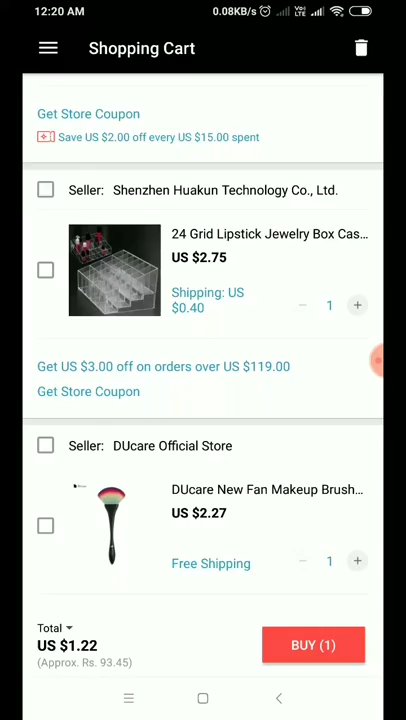 12:20 AM 0.08KB/s Vo) LTE
Shopping Cart
Get Store Coupon
Save US $2.00 off every US $15.00 spent
Seller: Shenzhen Huakun Technology Co., Ltd.
24 Grid Lipstick Jewelry Box Cas...
US $2.75
Shipping: US
$0.40
1
Get US $3.00 off on orders over US $119.00
Get Store Coupon
Seller: DUcare Official Store
DUcare New Fan Makeup Brush...
US $2.27
Free Shipping
1
Total
US $1.22
(Approx. Rs. 93.45)
BUY (1)